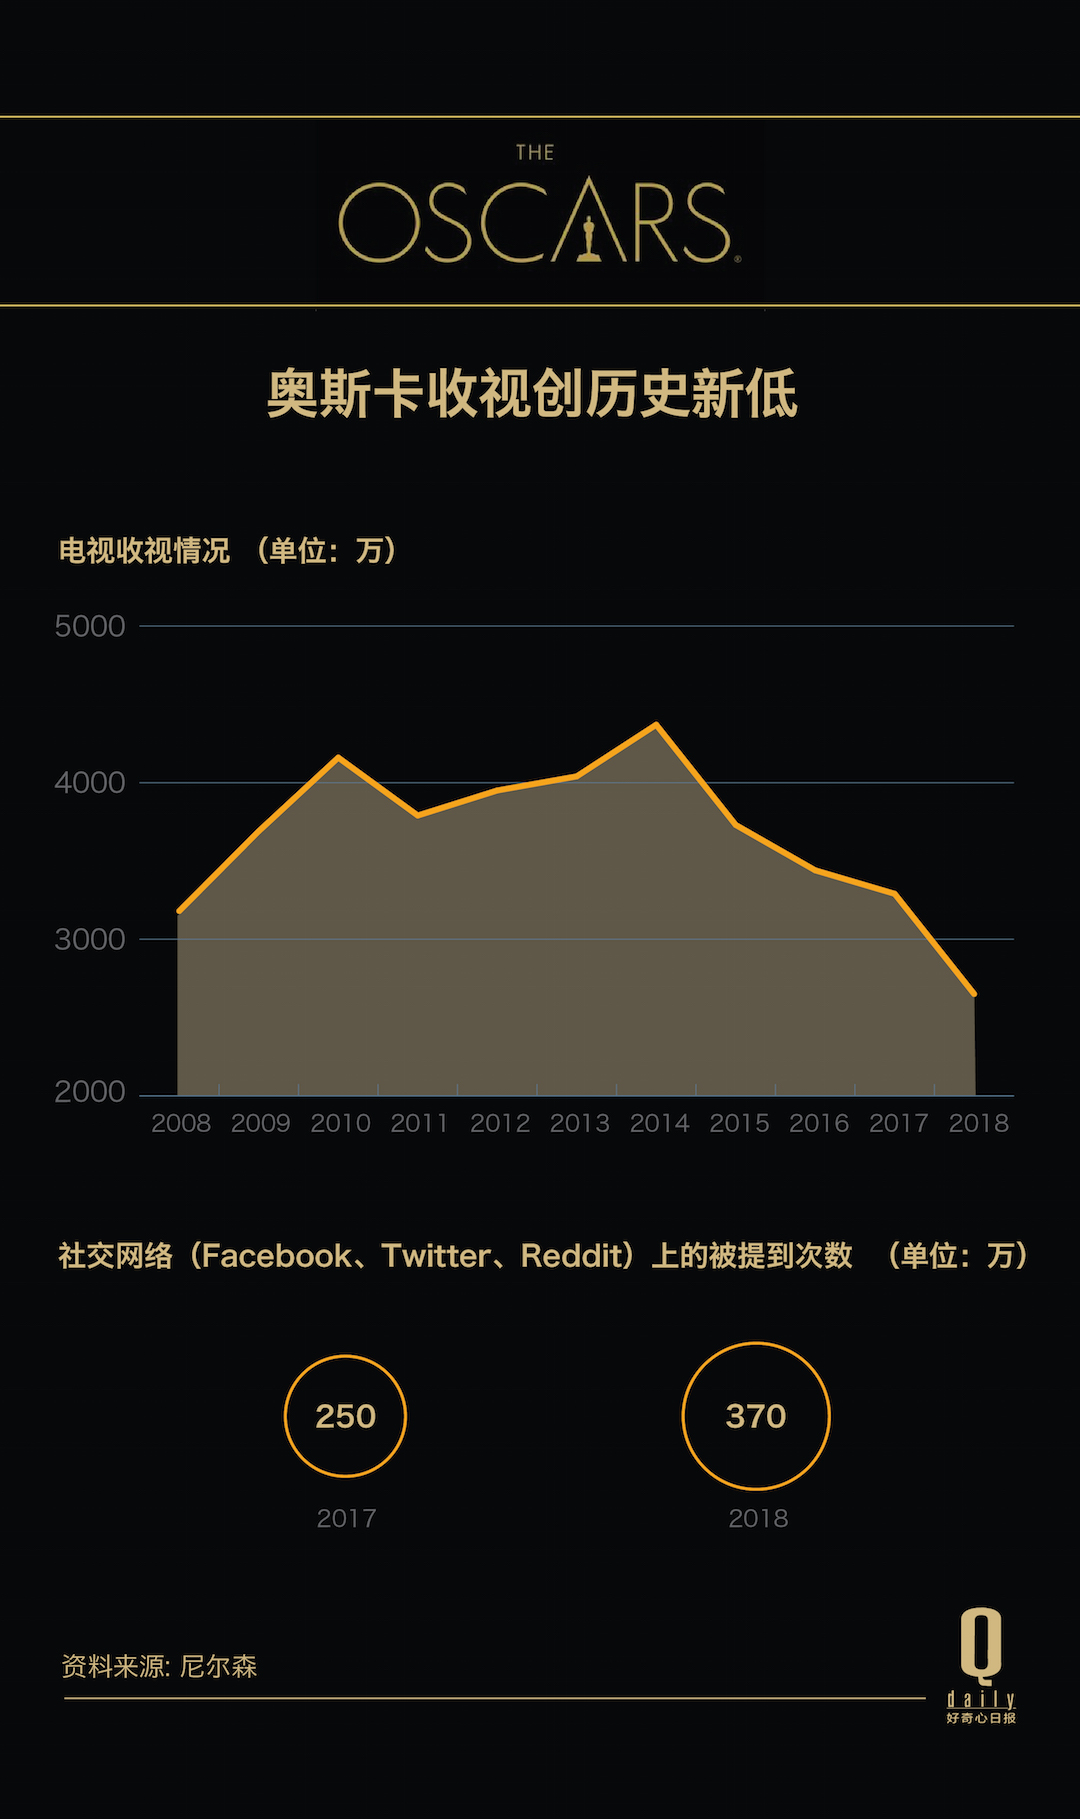 THE
OSCARS®
奥斯卡收视创历史新低
电视收视情况 （单位：万）
5000
4000
3000
2000
2008 2009 2010 2011 2012 2013 2014 2015 2016 2017 2018
社交网络（Facebook、Twitter、Reddit）上的被提到次数 （单位：万）
250 370
2017 2018
资料来源: 尼尔森
Q
daily
好奇心日报